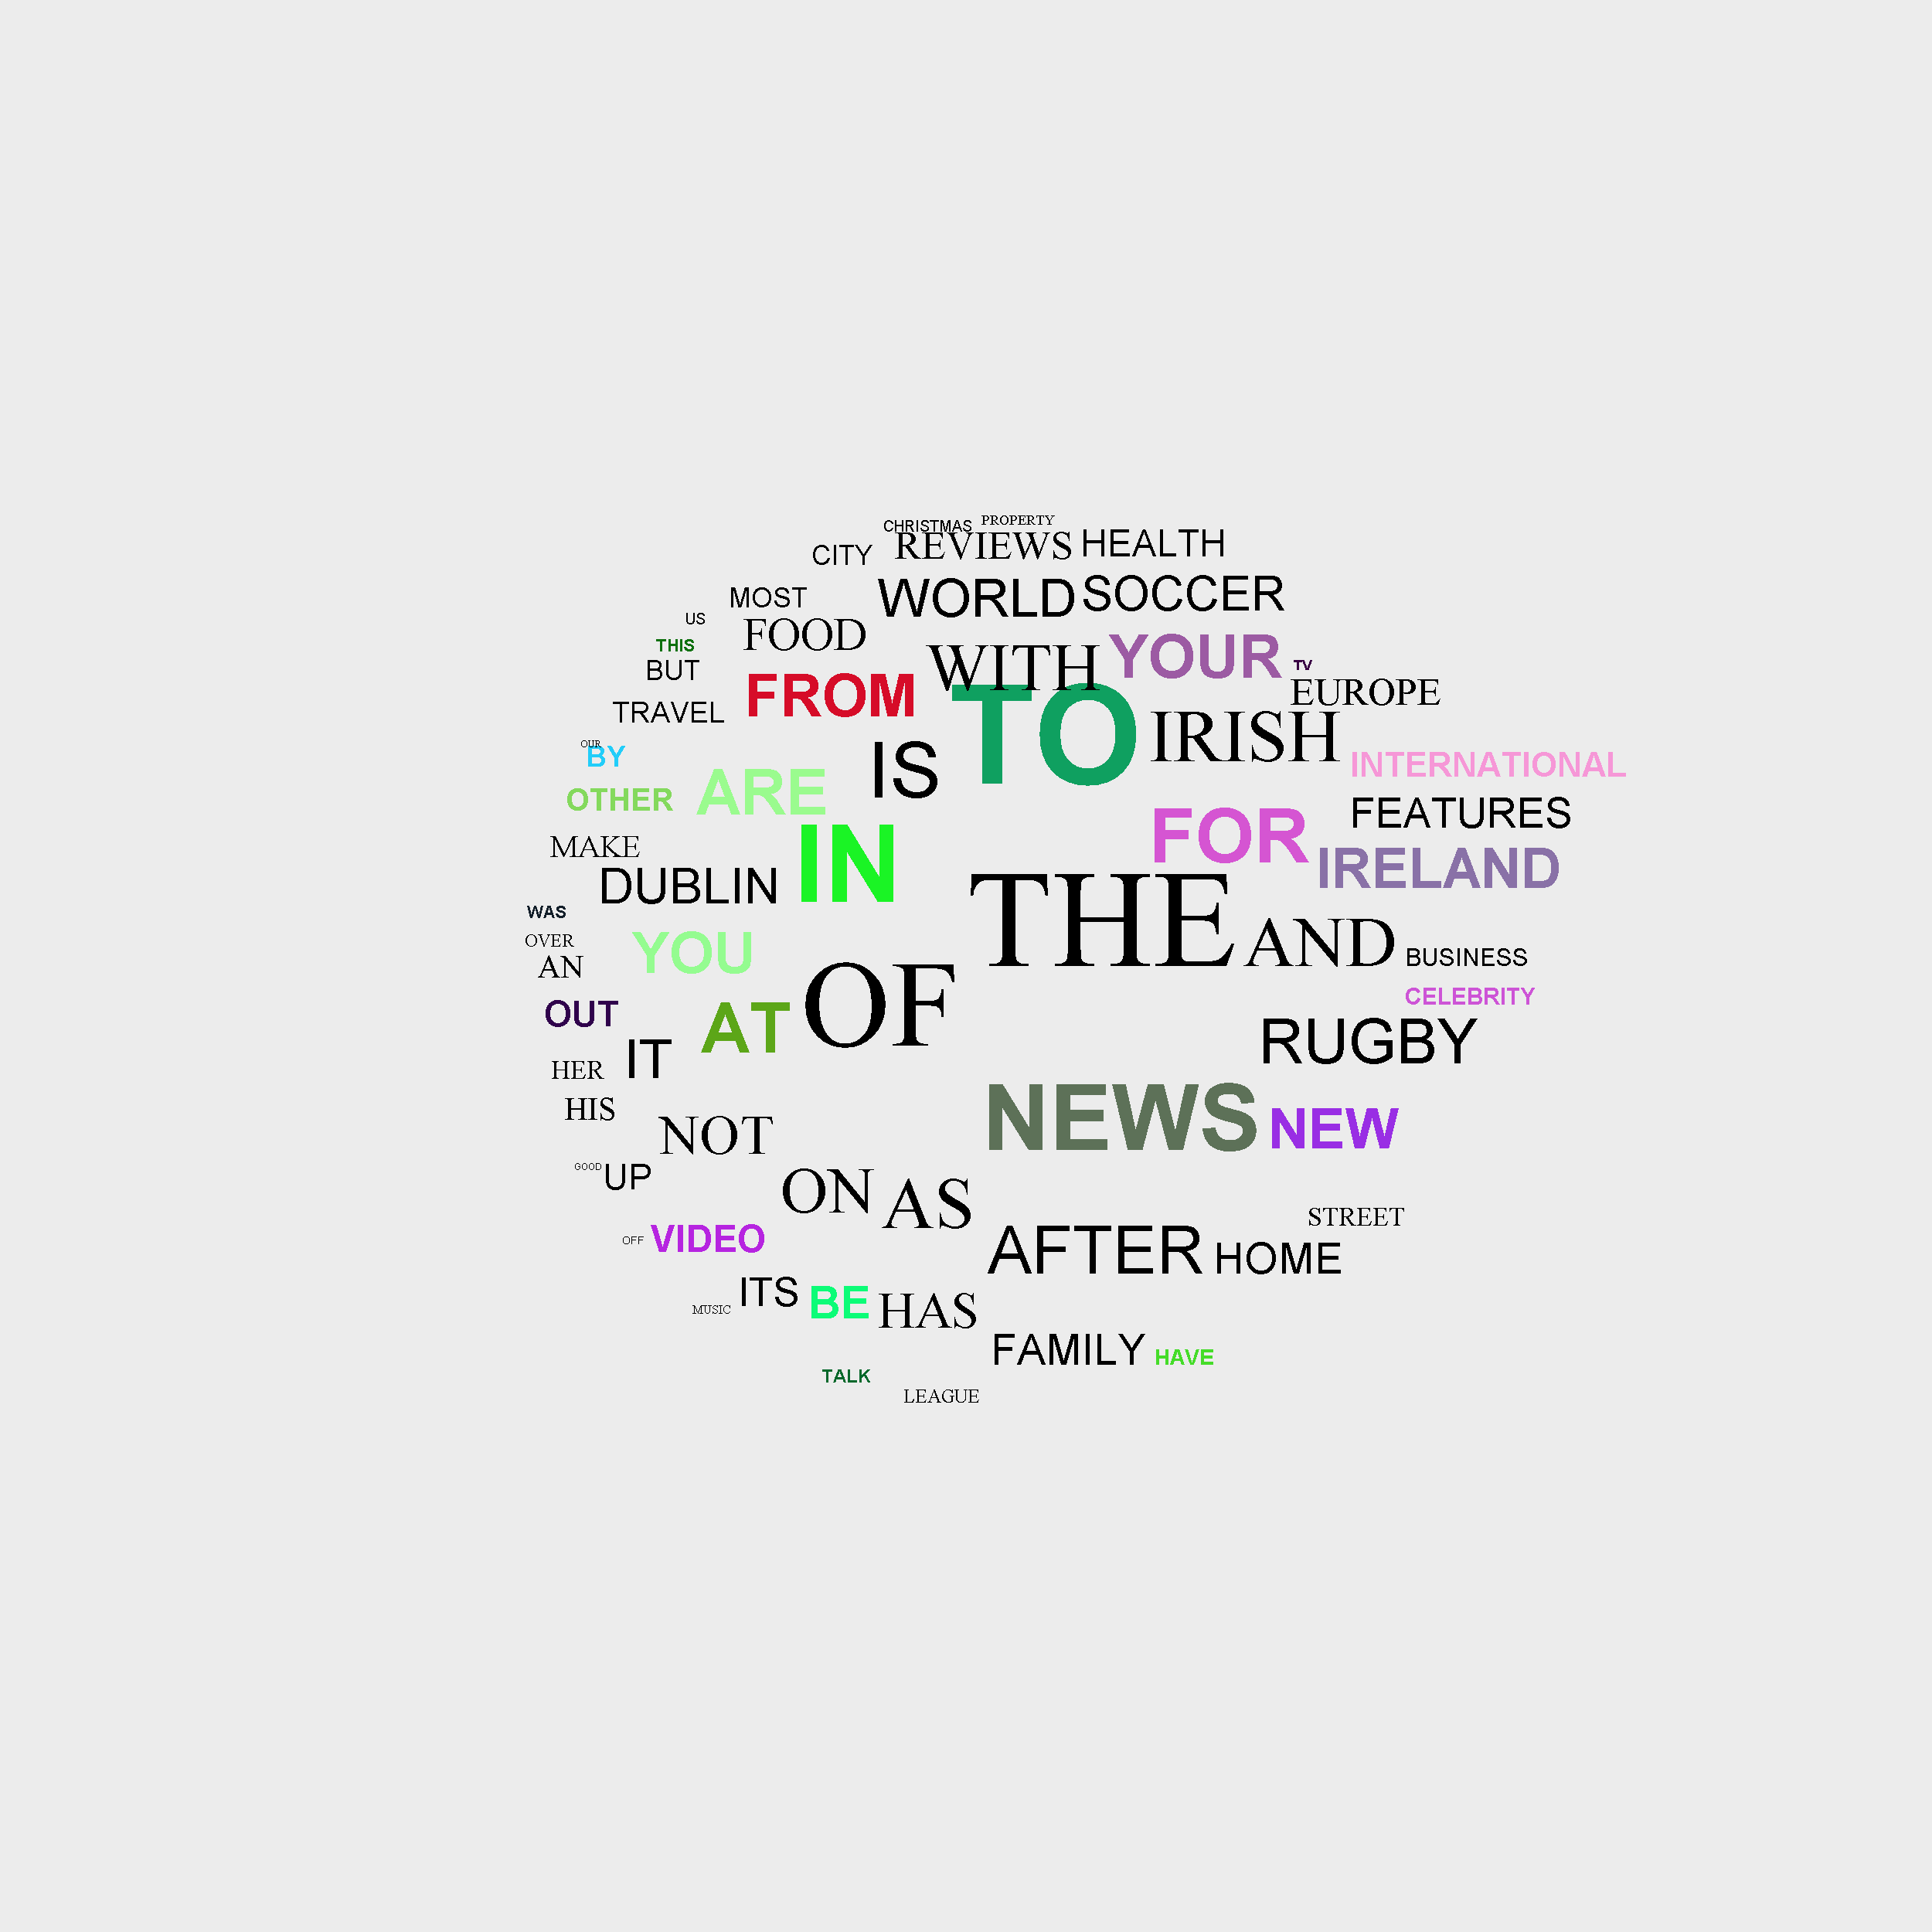 PROPERTY
CHRISTMAS
CITY REVIEWS HEALTH
MOST WORLD SOCCER
US FOOD
THIS WITH YOUR TV
BUT FROM EUROPE
TRAVEL TO IRISH
OUR
BY IS INTERNATIONAL
OTHER ARE FEATURES
MAKE IN FOR
DUBLIN IRELAND
WAS THE
OVER YOU AND BUSINESS
AN OF CELEBRITY
OUT AT RUGBY
IT
HER
HIS NEWS NEW
NOT
GOOD UP ON AS STREET
OFF VIDEO AFTER HOME
ITS BE HAS
MUSIC
FAMILY HAVE
TALK
LEAGUE